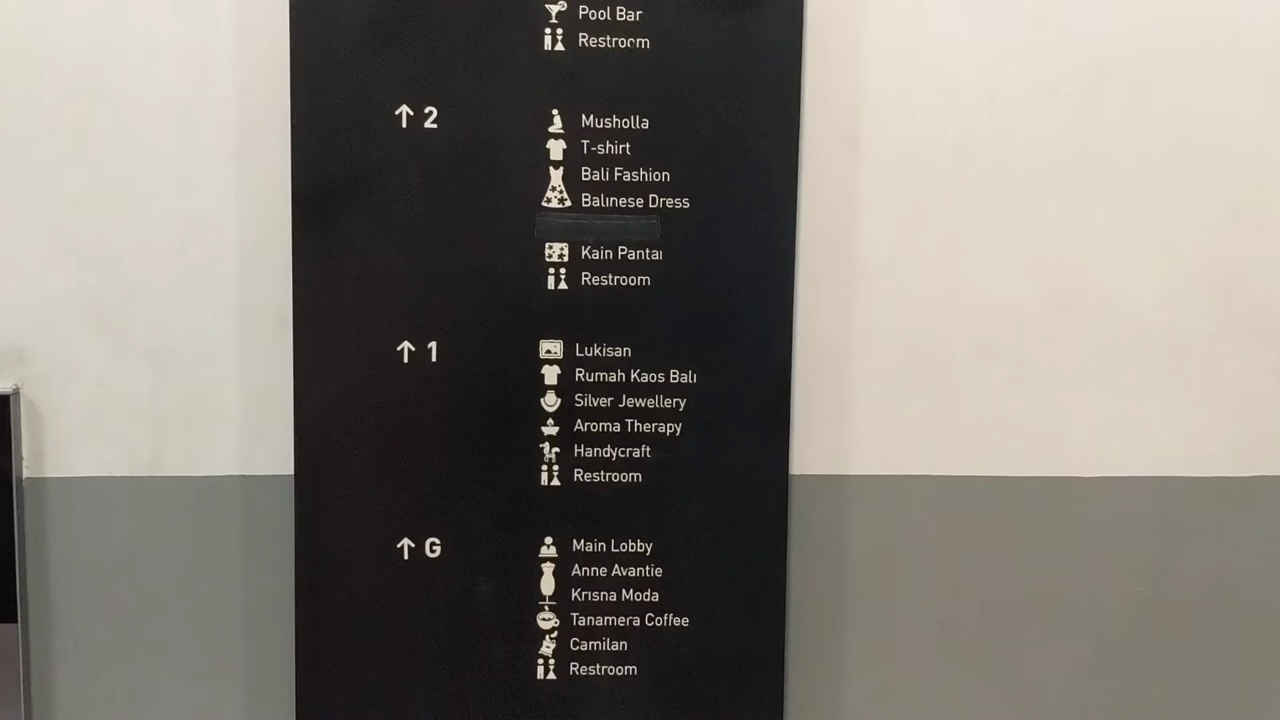 Pool Bar
Restroom
↑ 2
Musholla
T-shirt
Bali Fashion
Balinese Dress
Kain Pantai
Restroom
↑ 1
Lukisan
Rumah Kaos Bali
Silver Jewellery
Aroma Therapy
Handycraft
Restroom
↑ G
Main Lobby
Anne Avantie
Krisna Moda
Tanamera Coffee
Camilan
Restroom